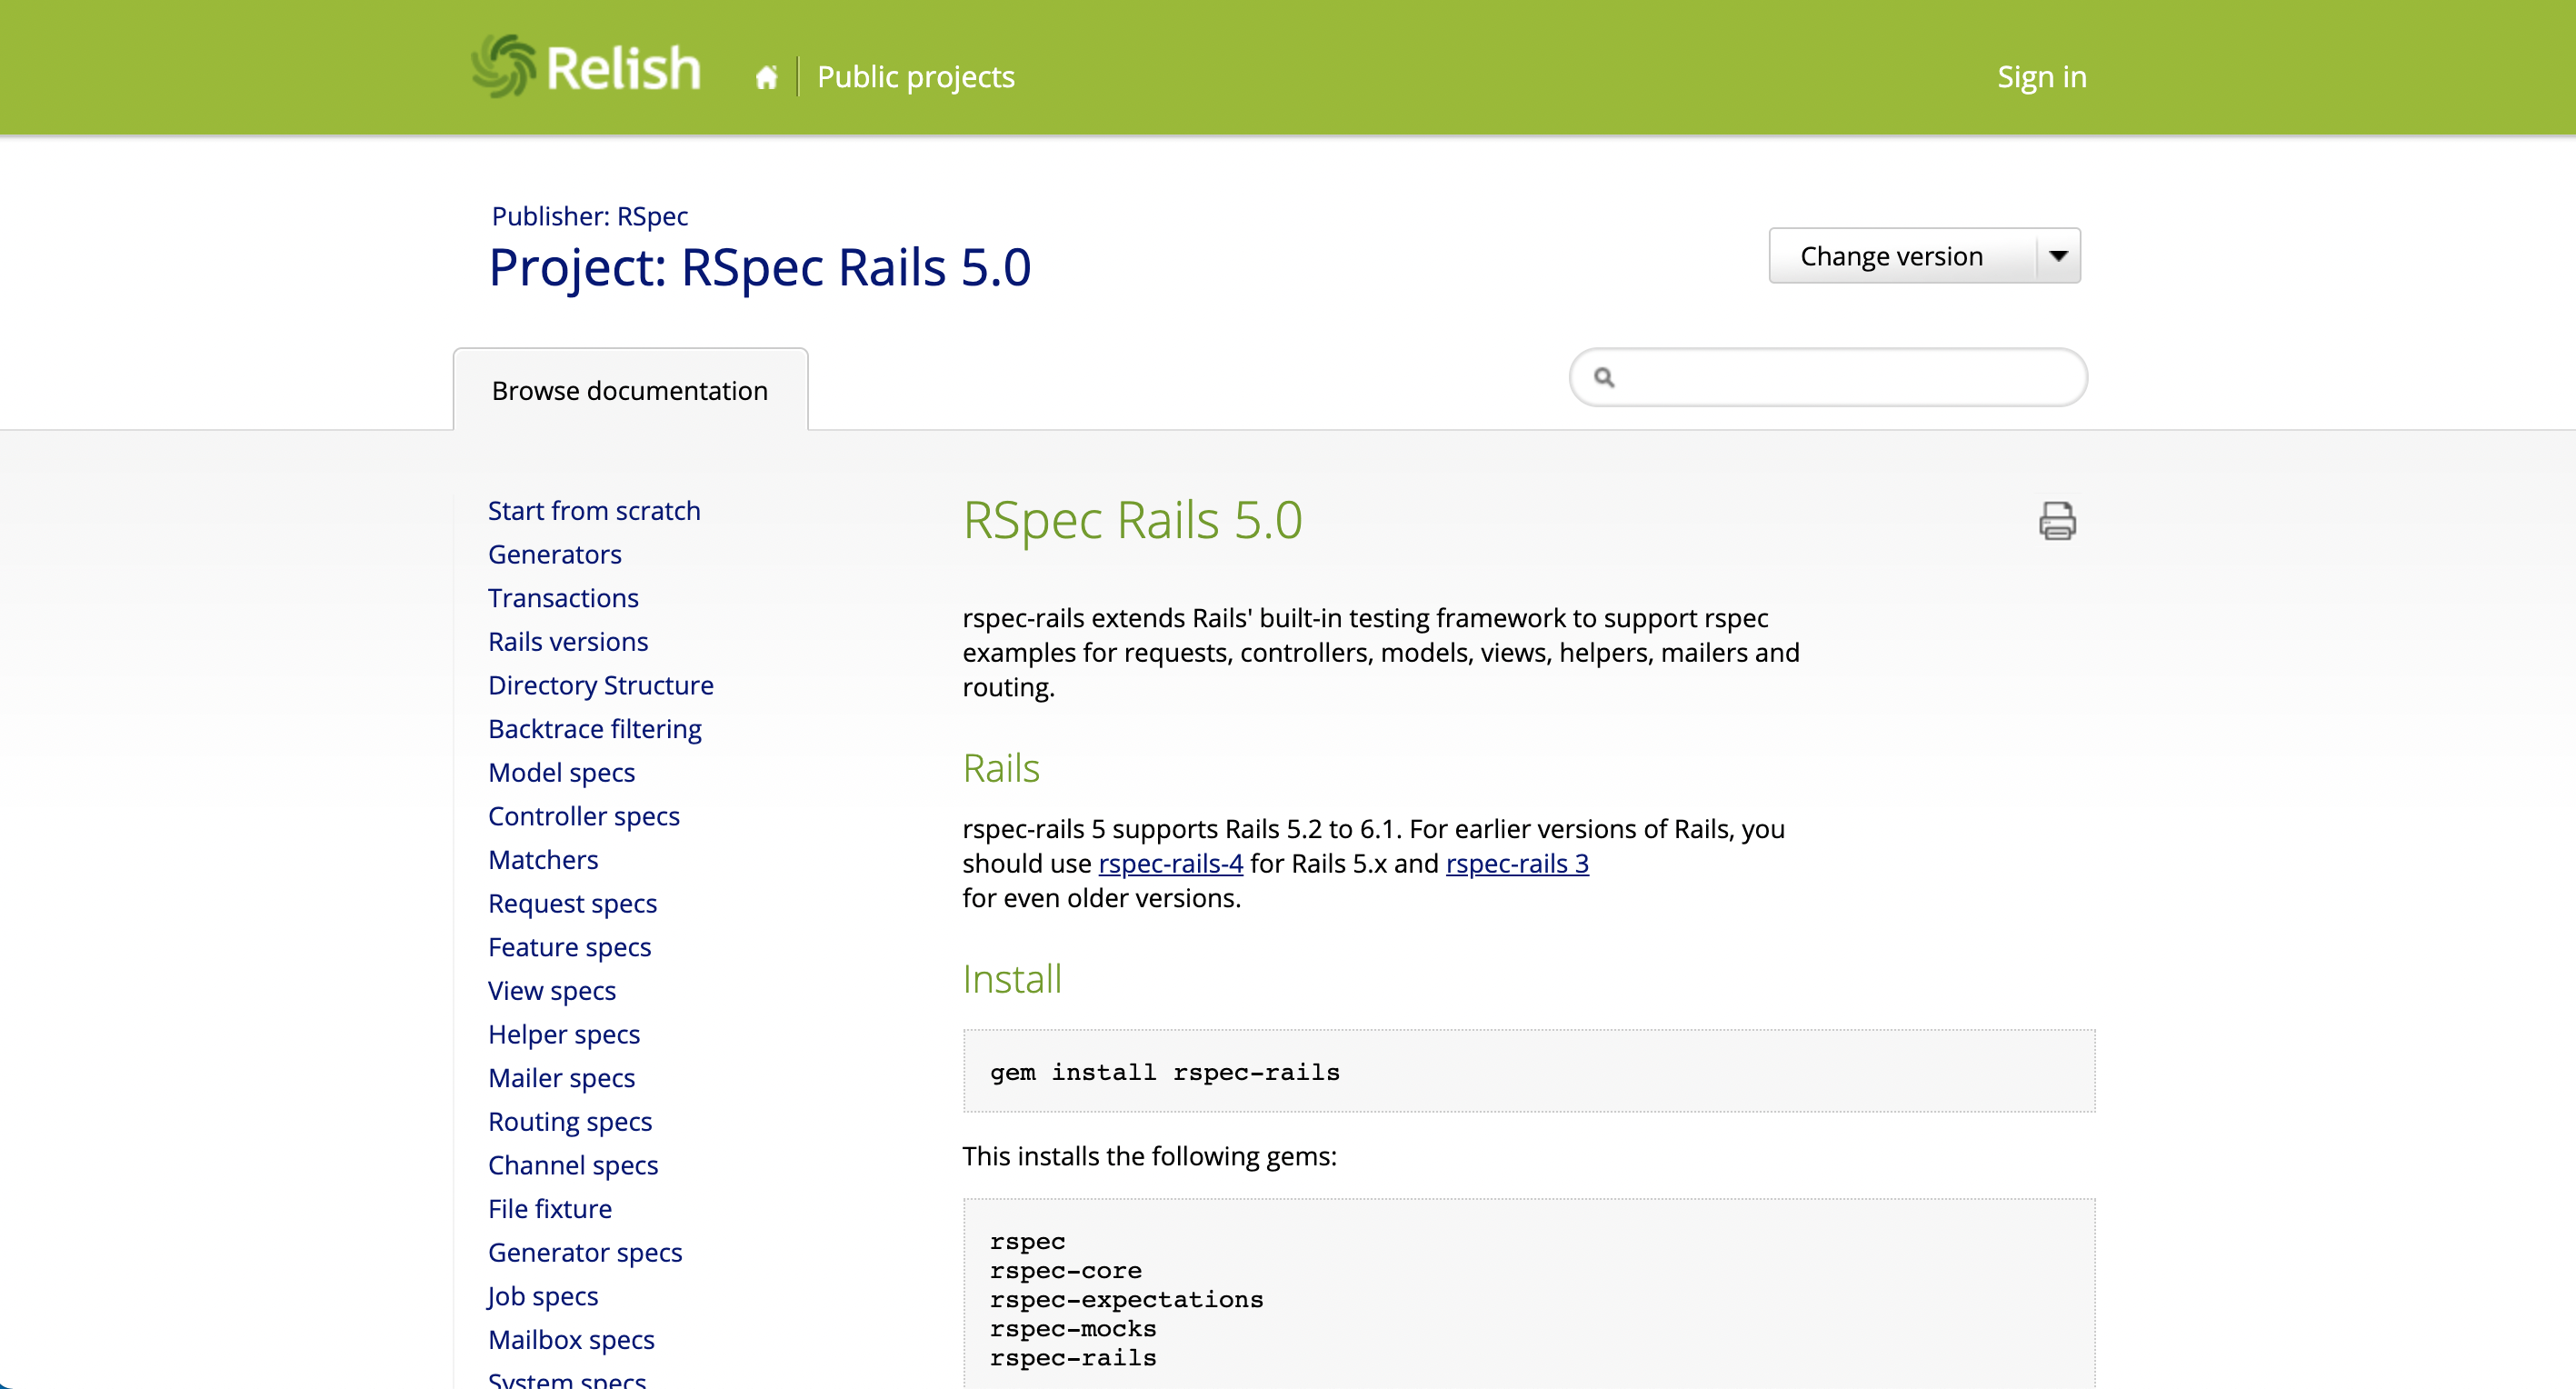 Relish
Public projects
Sign in
Publisher: RSpec
Project: RSpec Rails 5.0
Change version
Browse documentation
Start from scratch
Generators
Transactions
Rails versions
Directory Structure
Backtrace filtering
Model specs
Controller specs
Matchers
Request specs
Feature specs
View specs
Helper specs
Mailer specs
Routing specs
Channel specs
File fixture
Generator specs
Job specs
Mailbox specs
System specs
RSpec Rails 5.0
rspec-rails extends Rails' built-in testing framework to support rspec
examples for requests, controllers, models, views, helpers, mailers and
routing.
Rails
rspec-rails 5 supports Rails 5.2 to 6.1. For earlier versions of Rails, you
should use rspec-rails-4 for Rails 5.x and rspec-rails 3
for even older versions.
Install
gem install rspec-rails
This installs the following gems:
rspec
rspec-core
rspec-expectations
rspec-mocks
rspec-rails